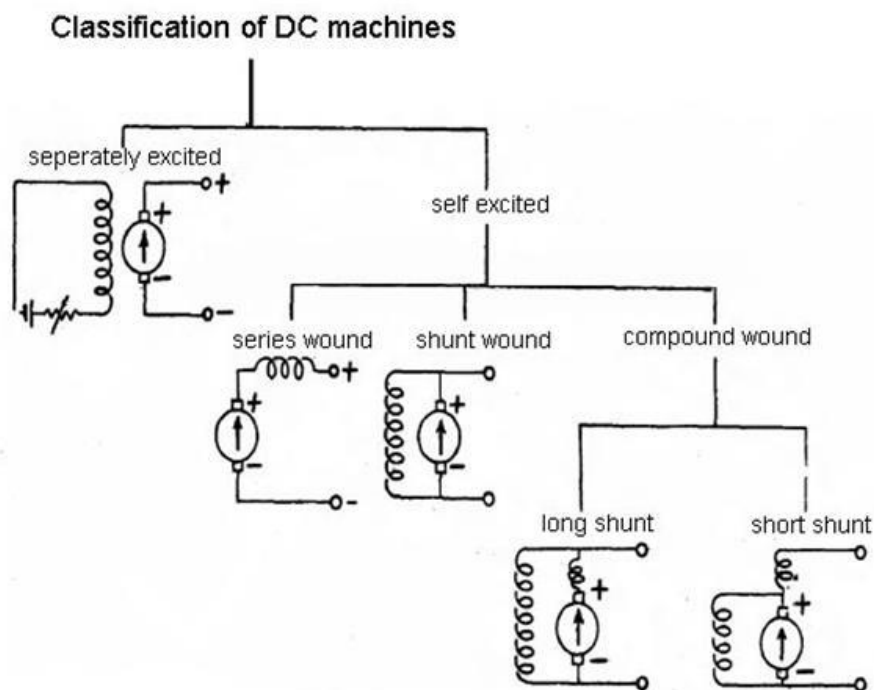 Classification of DC machines
seperately excited
+
+
-
-
self excited
series wound
shunt wound
compound wound
+
+
-
-
+
-
long shunt
short shunt
+
-
+
-